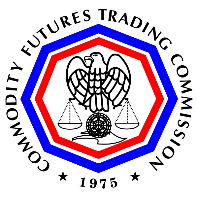 COMMODITY FUTURES TRADING COMMISSION
★ 1975 ★